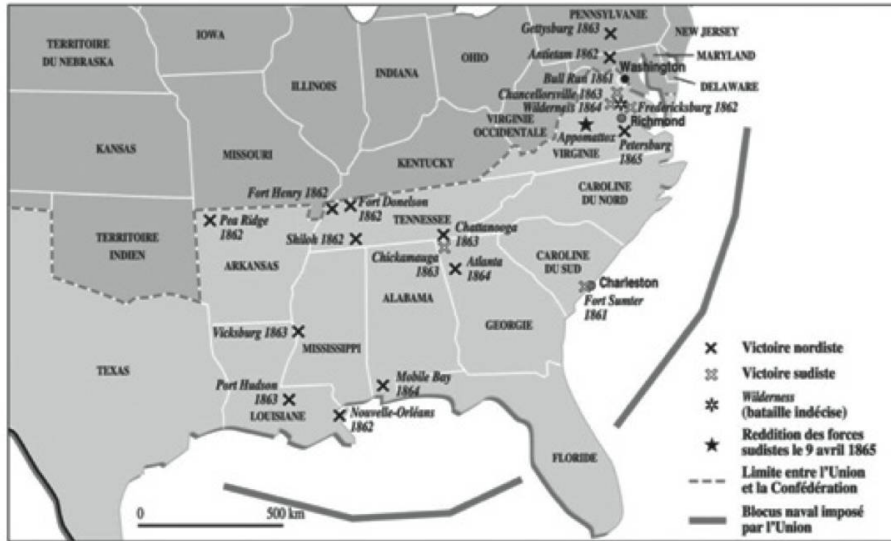 PENNSYLVANIE
Gettysburg 1863
NEW JERSEY
IOWA
TERRITOIRE
DU NEBRASKA
OHIO
Antietam 1862
MARYLAND
Washington
INDIANA
ILLINOIS
Bull Run 1861
DELAWARE
Chancellorsville 1863
Wilderness
1864
Fredericksburg 1862
VIRGINIE
OCCIDENTALE
Richmond
Appomattox
VIRGINIE
Petersburg
1865
KANSAS
MISSOURI
KENTUCKY
Fort Henry 1862
Fort Donelson
1862
CAROLINE
DU NORD
Pea Ridge
1862
TENNESSEE
Chattanooga
1863
TERRITOIRE
INDIEN
Shiloh 1862
ARKANSAS
Chickamauga
1863
Atlanta
1864
CAROLINE
DU SUD
Charleston
Fort Sumter
1861
ALABAMA
GEORGIE
Vicksburg 1863
MISSISSIPPI
TEXAS
Port Hudson
1863
LOUISIANE
Mobile Bay
1864
Nouvelle-Orléans
1862
FLORIDE
Victoire nordiste
Victoire sudiste
Wilderness
(bataille indécise)
Reddition des forces
sudistes le 9 avril 1865
Limite entre l'Union
et la Confédération
Blocus naval imposé
par l'Union
0 500 km